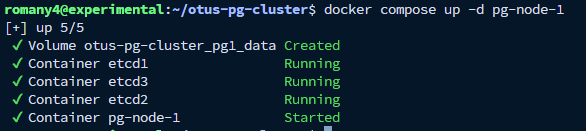 romany4@experimental:~/otus-pg-cluster$ docker compose up -d pg-node-1
[+] up 5/5
✔ Volume otus-pg-cluster_pg1_data Created
✔ Container etcd1 Running
✔ Container etcd3 Running
✔ Container etcd2 Running
✔ Container pg-node-1 Started